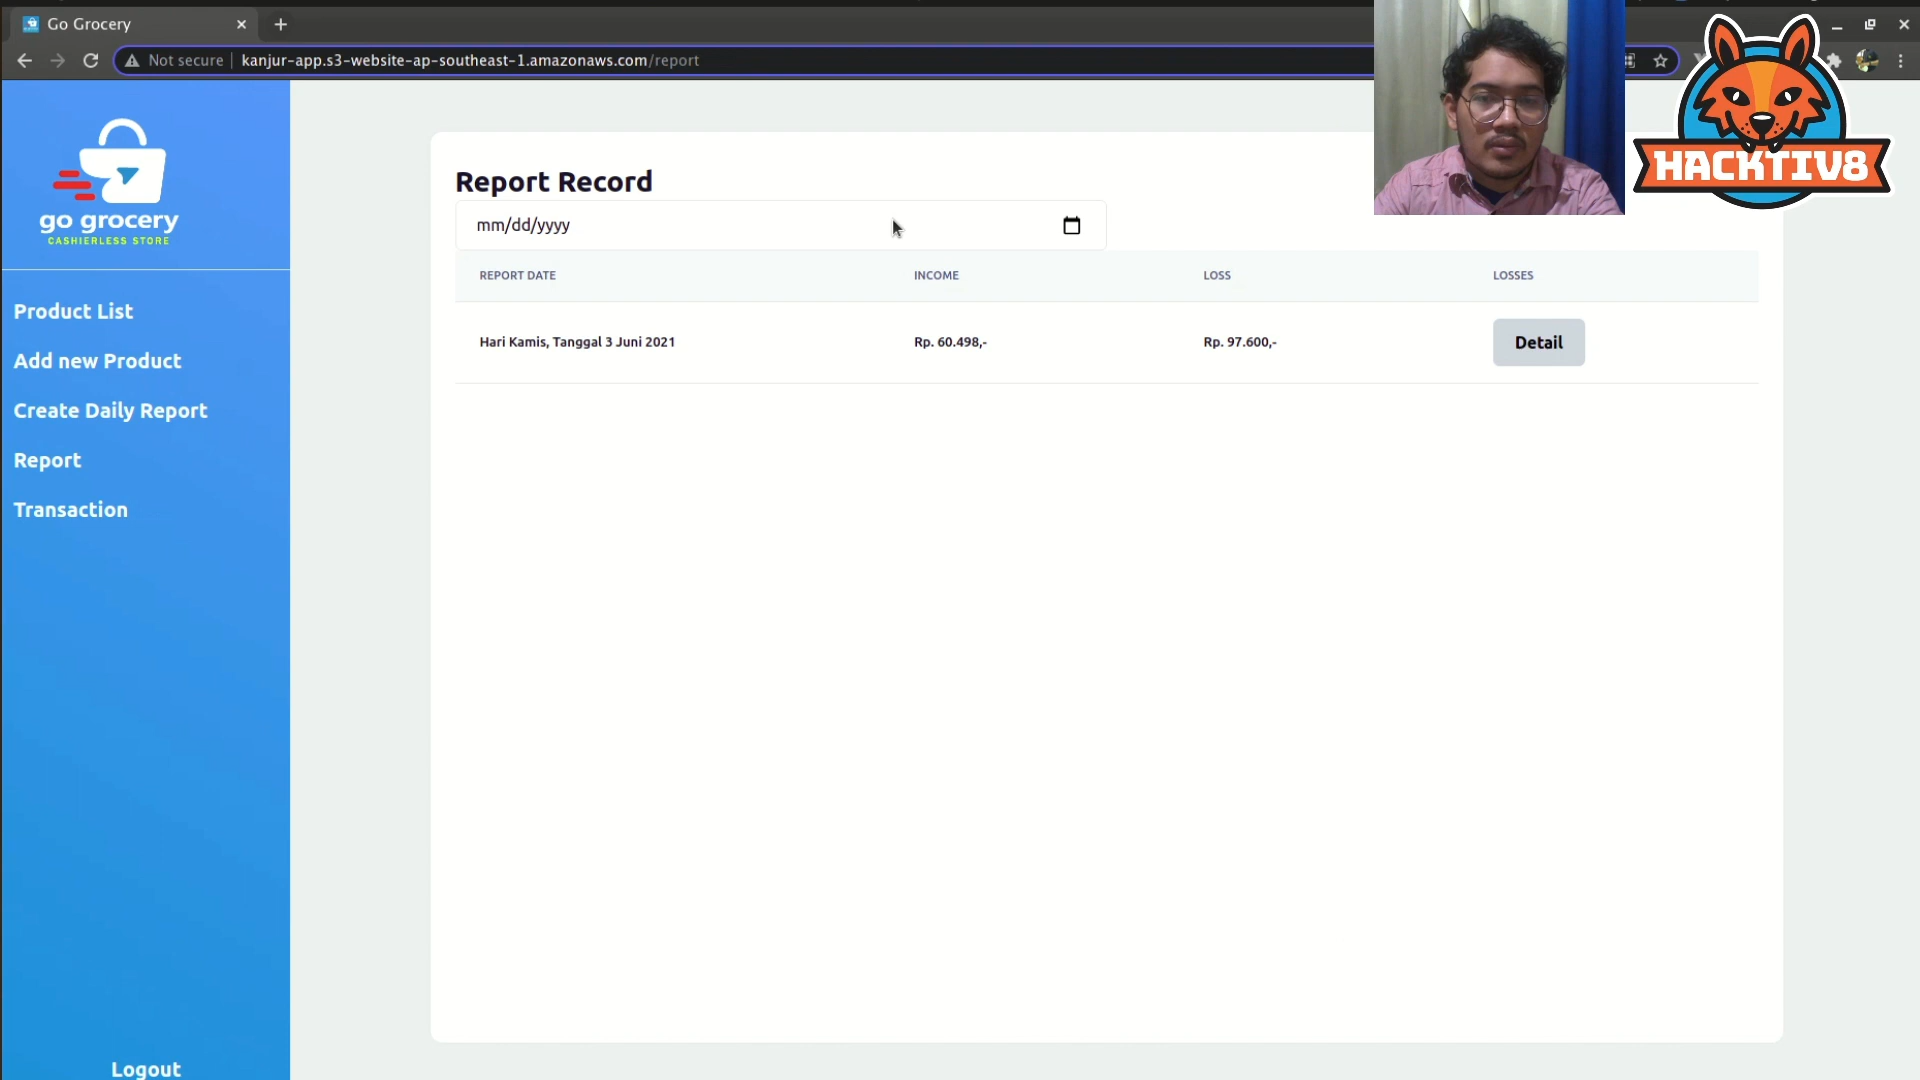 Go Grocery
Not secure
kanjur-app.s3-website-ap-southeast-1.amazonaws.com/report
HACKTIV8
go grocery
CASHIERLESS STORE
Product List
Add new Product
Create Daily Report
Report
Transaction
Logout
Report Record
mm/dd/yyyy
REPORT DATE INCOME LOSS LOSSES
Hari Kamis, Tanggal 3 Juni 2021 Rp. 60.498,- Rp. 97.600,- Detail